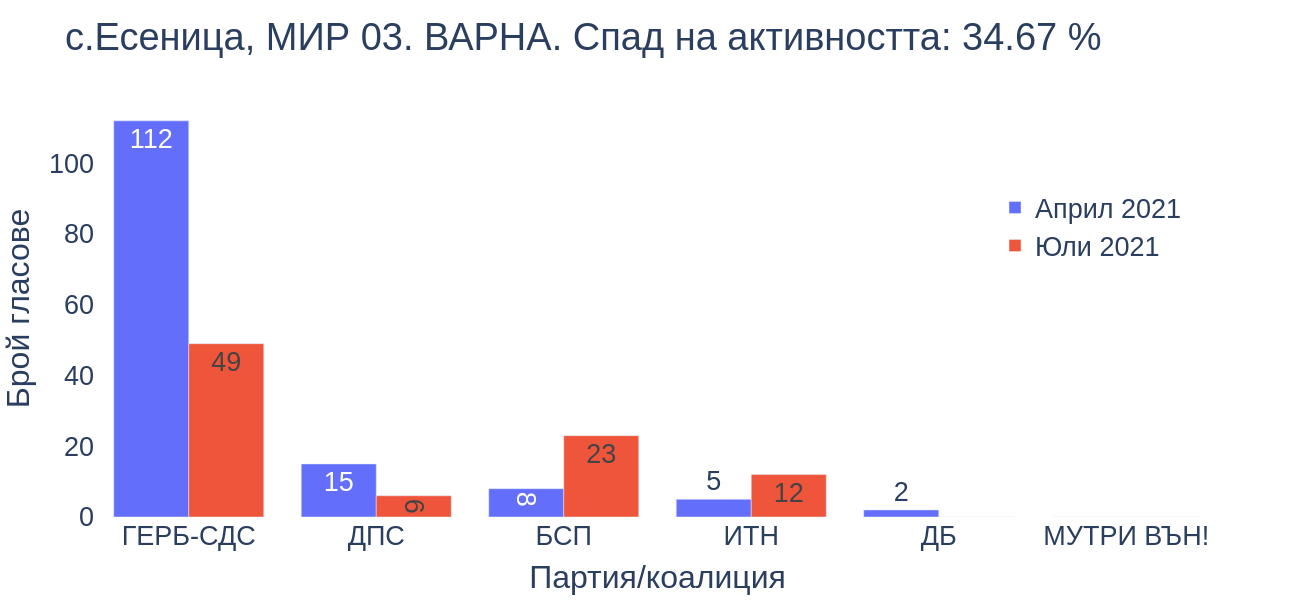 с.Есеница, МИР 03. ВАРНА. Спад на активността: 34.67 %
Брой гласове
100
80
60
40
20
0
112
49
15
6
8
23
5
12
2
Април 2021
Юли 2021
ГЕРБ-СДС
ДПС
БСП
ИТН
ДБ
МУТРИ ВЪН!
Партия/коалиция